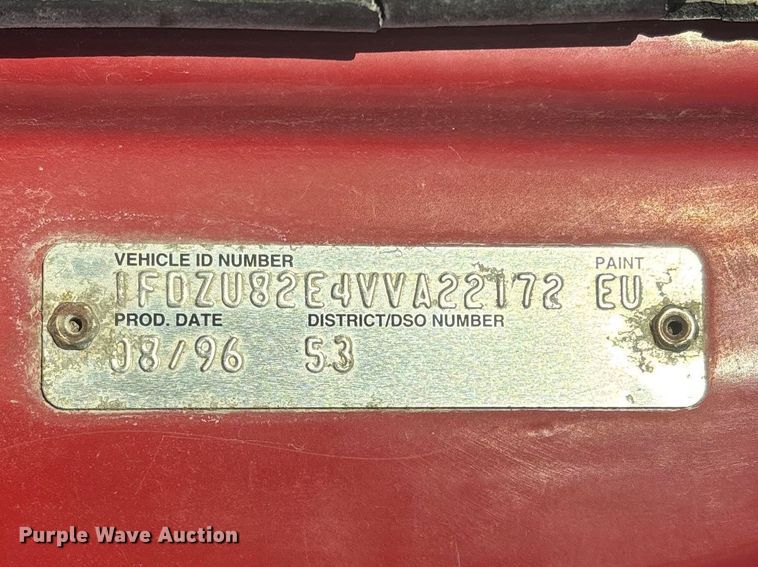 VEHICLE ID NUMBER PAINT
1FDZU82E4VVA22172 EU
PROD. DATE DISTRICT/DSO NUMBER
08/96 53
Purple Wave Auction